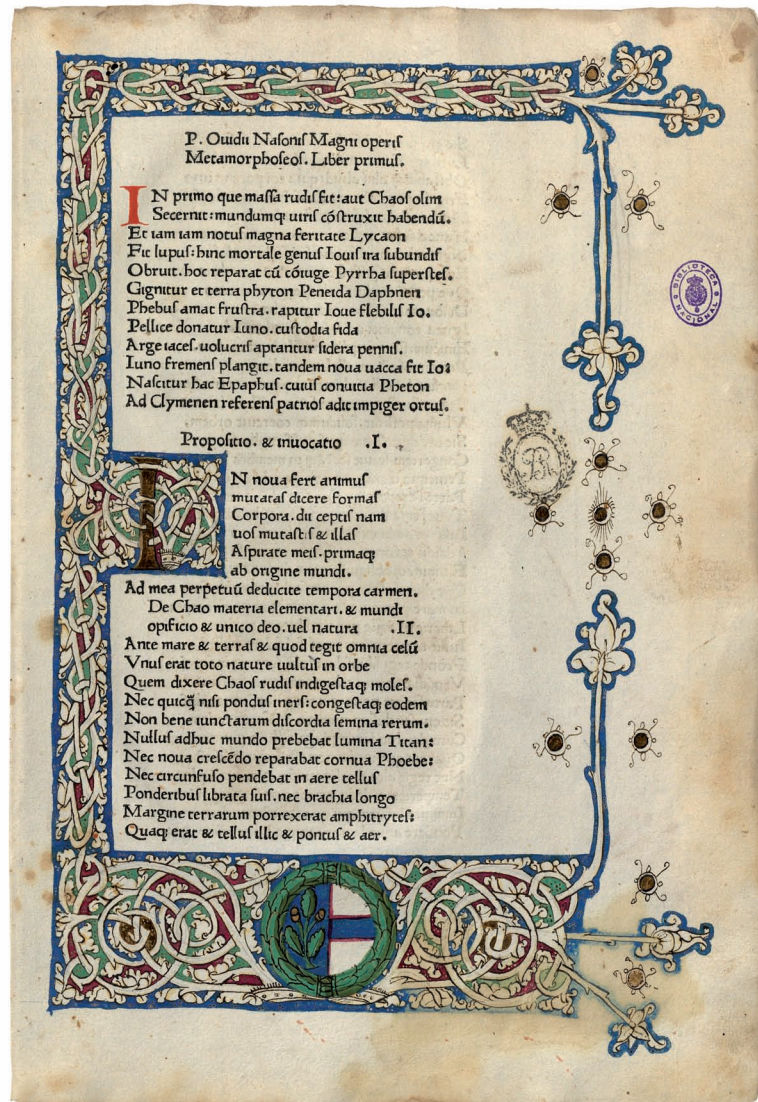 P. Ouidii Nasonis Magni operis
Metamorphoseos. Liber primus.
IN primo que massa rudis fit: aut Chaos olim
Secernit: mundumq; uiris cóstruxit habendū.
Et iam iam notus magna feritate Lycaon
Fit lupus: hinc mortale genus Iouis ira subundis
Obruit. hoc reparat cū cóiuge Pyrrha superstes.
Gignitur et terra phyton Peneida Daphnen
Phebus amat frustra. rapitur Ioue flebilis Io.
Pellice donatur Iuno. custodia fida
Arge iaces. uolucris aptantur sidera pennis.
Iuno fremens plangit. tandem noua uacca fit Io:
Nascitur hac Epaphus. cuius conuitia Pheton
Ad Clymenen referens patrios adit impiger ortus.
Propositio. & inuocatio .I.
IN noua fert animus
mutatas dicere formas
Corpora. dii ceptis nam
uos mutastis & illas
Aspirate meis. primaq;
ab origine mundi.
Ad mea perpetuū deducite tempora carmen.
De Chao materia elementari. & mundi
opificio & unico deo. uel natura .II.
Ante mare & terras & quod tegit omnia celū
Vnus erat toto nature uultus in orbe
Quem dixere Chaos rudis indigestaq; moles.
Nec quicq̄ nisi pondus iners: congestaq; eodem
Non bene iunctarum discordia semina rerum.
Nullus adhuc mundo prebebat lumina Titan:
Nec noua crescēdo reparabat cornua Phoebe:
Nec circunfuso pendebat in aere tellus
Ponderibus librata suis. nec brachia longo
Margine terrarum porrexerat amphitrytes:
Quaq; erat & tellus illic & pontus & aer.
BIBLIOTECA
NACIONAL